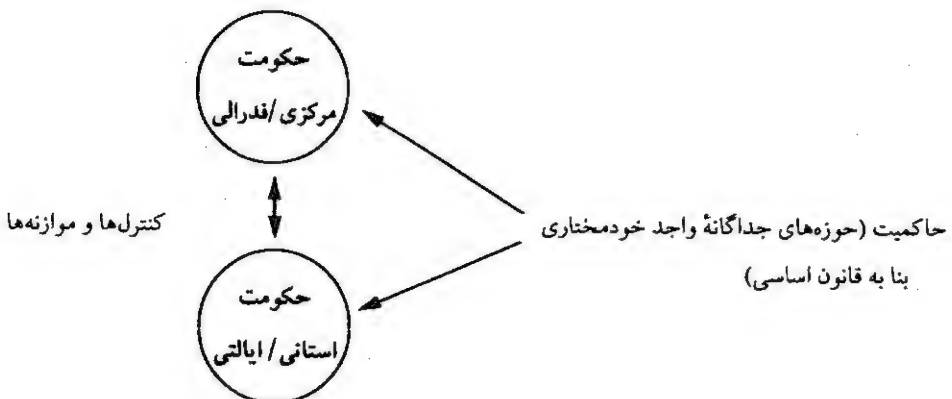 حکومت
مرکزی/فدرالی
کنترل‌ها و موازنه‌ها
حاکمیت (حوزه‌های جداگانهٔ واجد خودمختاری
بنا به قانون اساسی)
حکومت
استانی/ایالتی